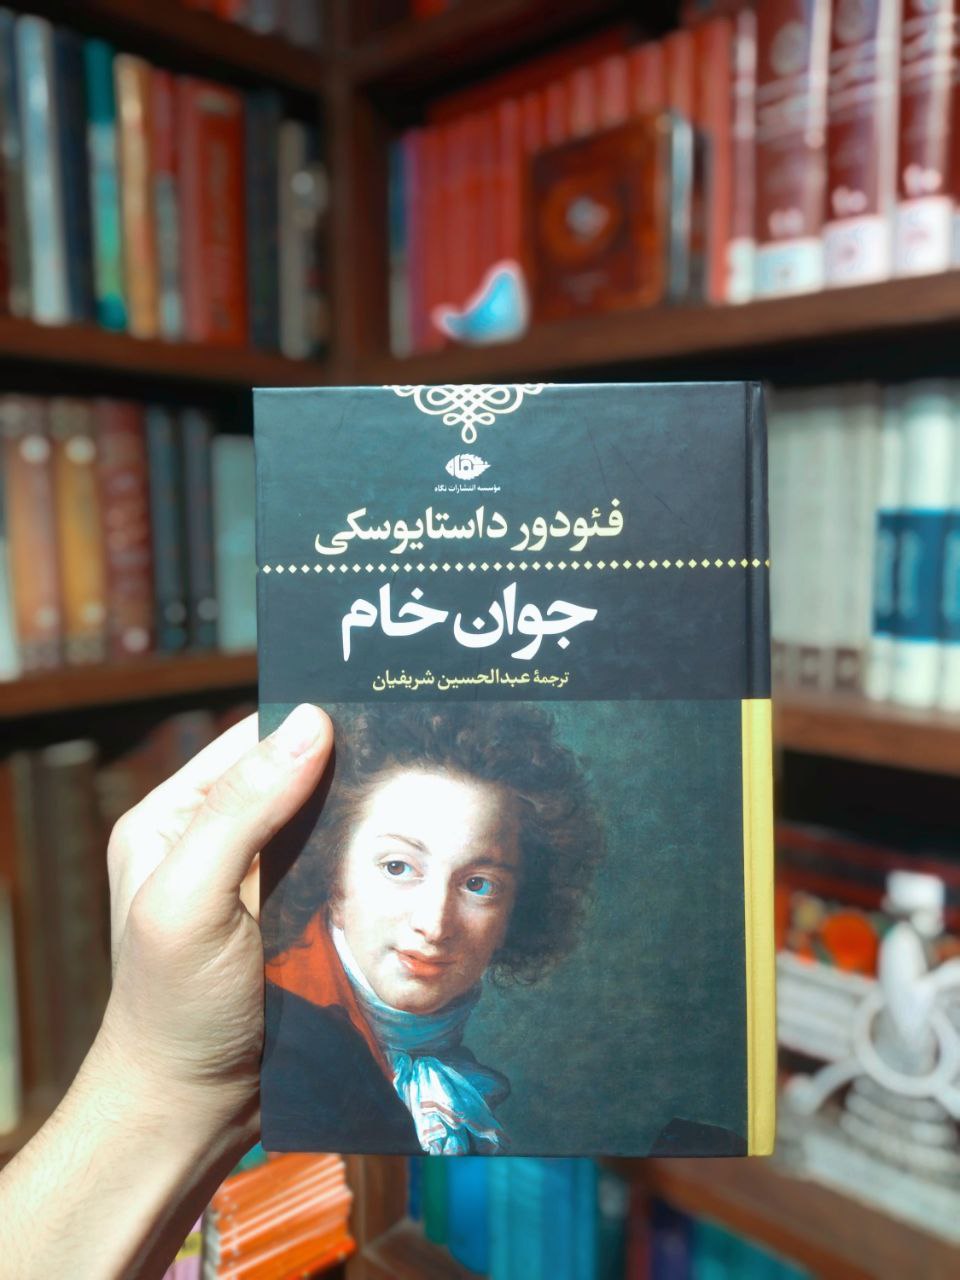 مؤسسه انتشارات نگاه
فئودور داستایوسکی
جوان خام
ترجمهٔ عبدالحسین شریفیان